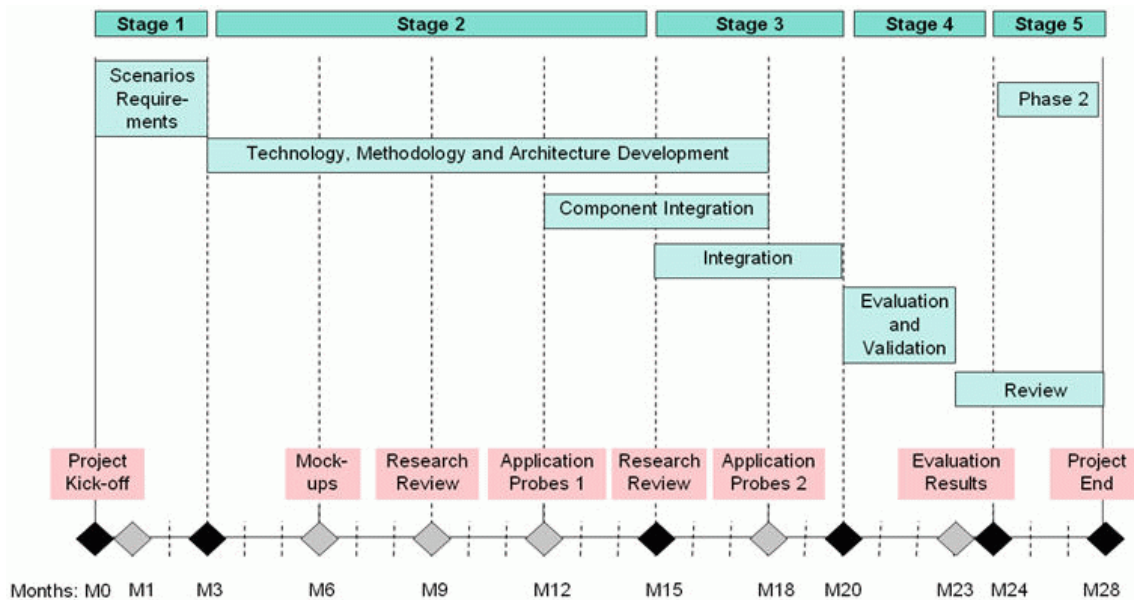 Stage 1
Stage 2
Stage 3
Stage 4
Stage 5
Scenarios
Require-
ments
Phase 2
Technology, Methodology and Architecture Development
Component Integration
Integration
Evaluation
and
Validation
Review
Project
Kick-off
Mock-
ups
Research
Review
Application
Probes 1
Research
Review
Application
Probes 2
Evaluation
Results
Project
End
Months: M0 M1 M3 M6 M9 M12 M15 M18 M20 M23 M24 M28